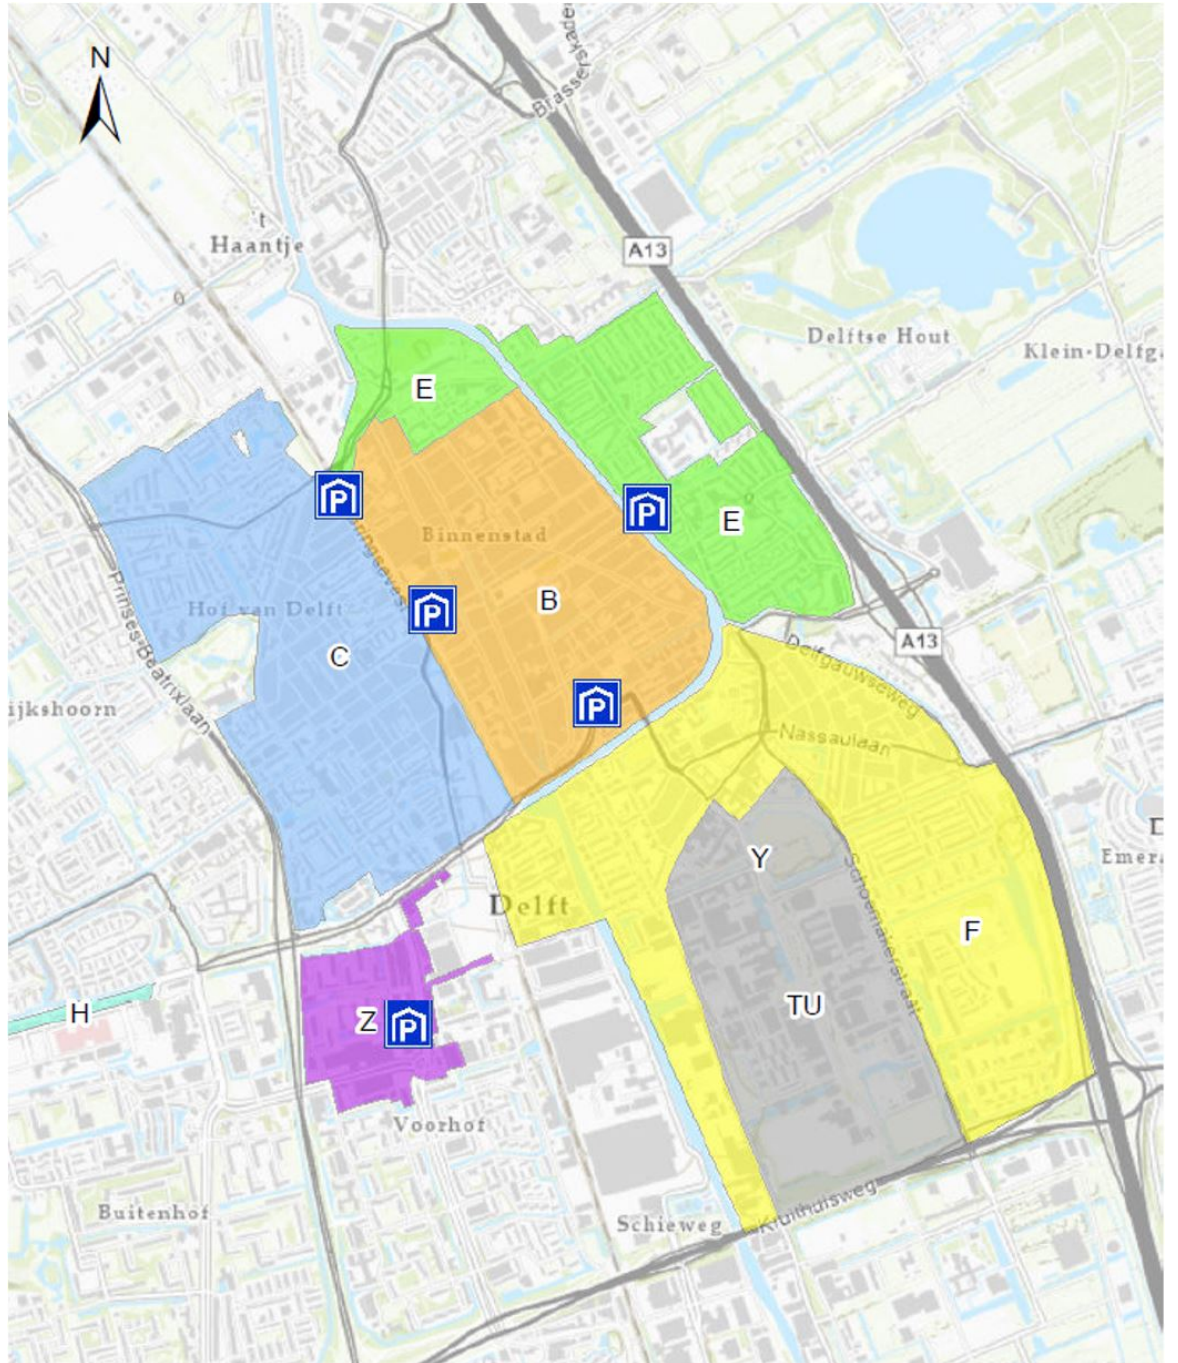 N
Brasserskade
A13
't
Haantje
Delftse Hout
Klein-Delfga
E
P
P
E
Binnenstad
P
B
Hof van Delft
C
Prinses-Beatrixlaan
A13
Delfgauwseweg
ijkshoorn
P
Nassaulaan
Y
D
Emera
Schoemakerstraat
Delft
F
TU
H
Z
P
Voorhof
Buitenhof
Schieweg
Kruithuisweg